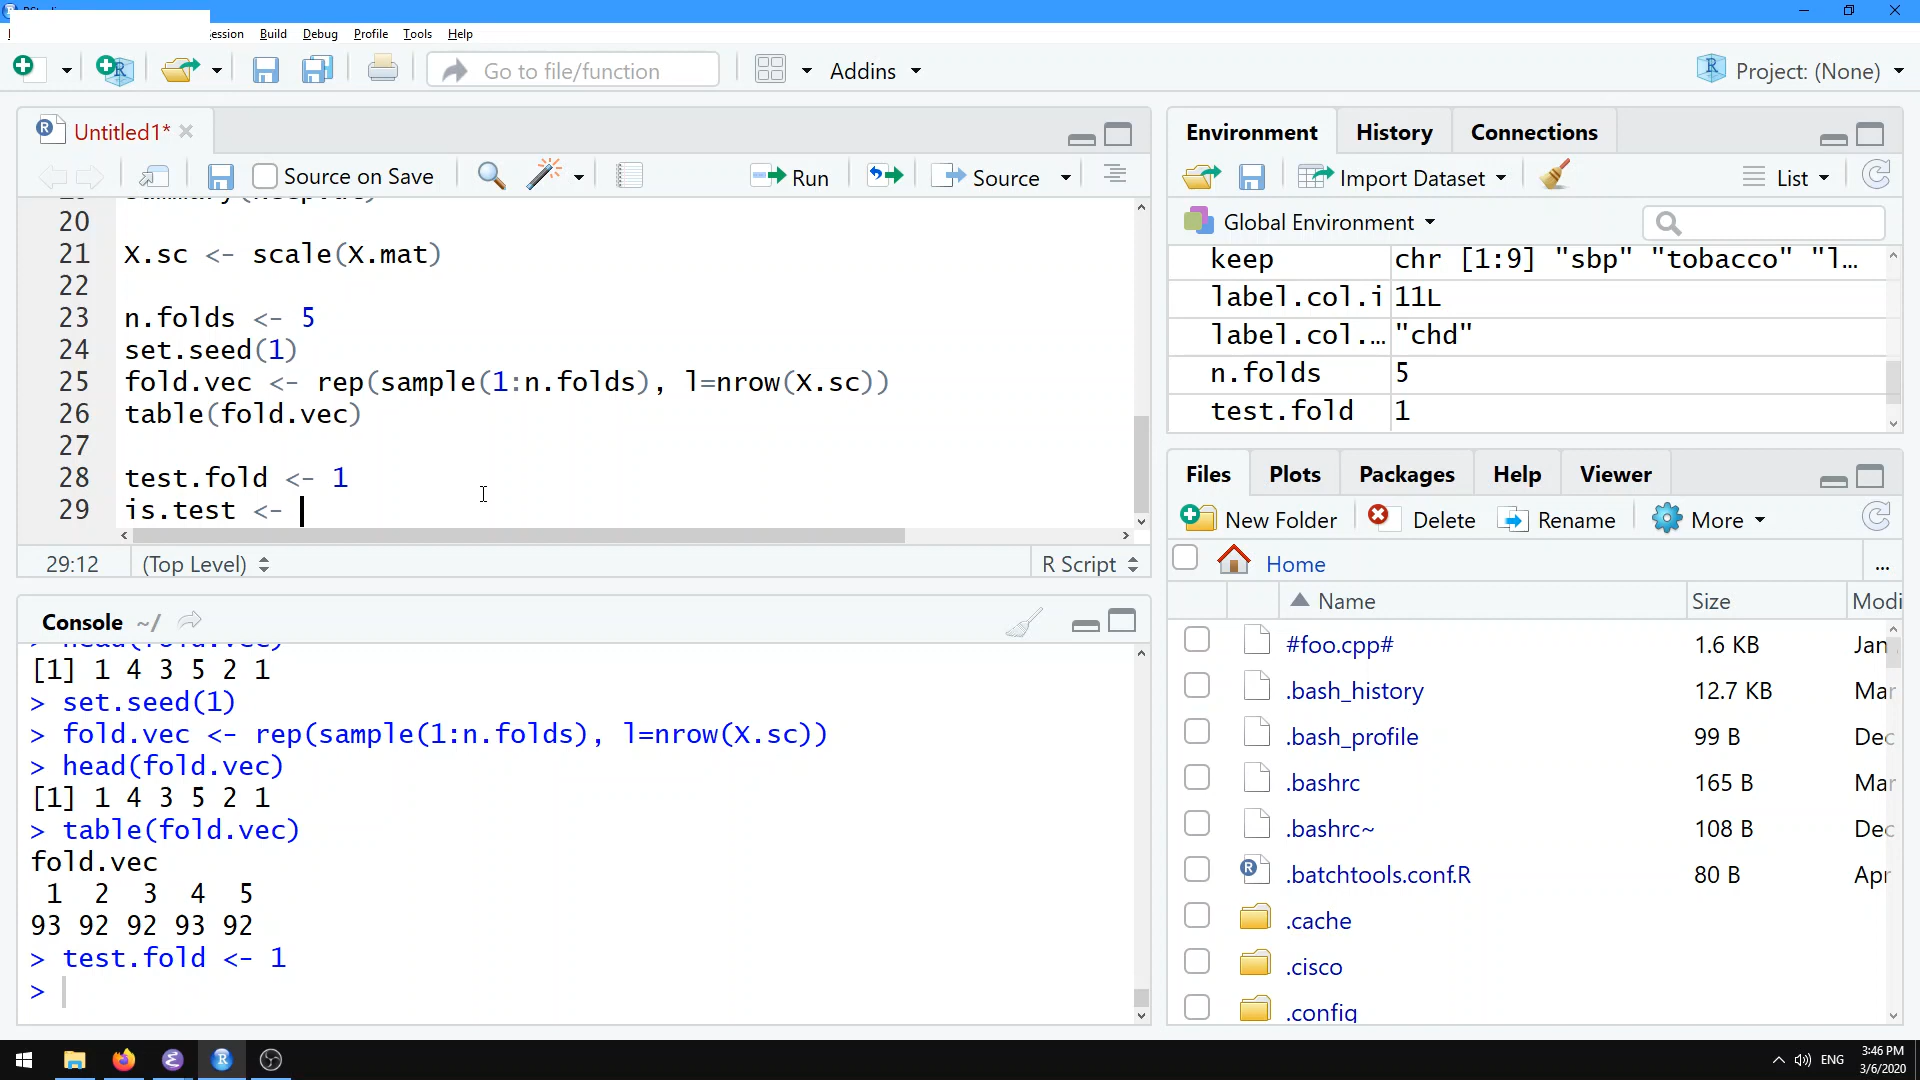 ession Build Debug Profile Tools Help
Go to file/function Addins Project: (None)
Untitled1*
Source on Save Run Source
20
21 X.sc <- scale(X.mat)
22
23 n.folds <- 5
24 set.seed(1)
25 fold.vec <- rep(sample(1:n.folds), l=nrow(X.sc))
26 table(fold.vec)
27
28 test.fold <- 1
29 is.test <-
29:12 (Top Level) R Script
Console ~/
[1] 1 4 3 5 2 1
> set.seed(1)
> fold.vec <- rep(sample(1:n.folds), l=nrow(X.sc))
> head(fold.vec)
[1] 1 4 3 5 2 1
> table(fold.vec)
fold.vec
1 2 3 4 5
93 92 92 93 92
> test.fold <- 1
>
Environment History Connections
Import Dataset List
Global Environment
keep chr [1:9] "sbp" "tobacco" "l…
label.col.i 11L
label.col.… "chd"
n.folds 5
test.fold 1
Files Plots Packages Help Viewer
New Folder Delete Rename More
Home ...
Name Size Modi
#foo.cpp# 1.6 KB Jan
.bash_history 12.7 KB Mar
.bash_profile 99 B Dec
.bashrc 165 B Mar
.bashrc~ 108 B Dec
.batchtools.conf.R 80 B Apr
.cache
.cisco
.config
ENG 3:46 PM
3/6/2020